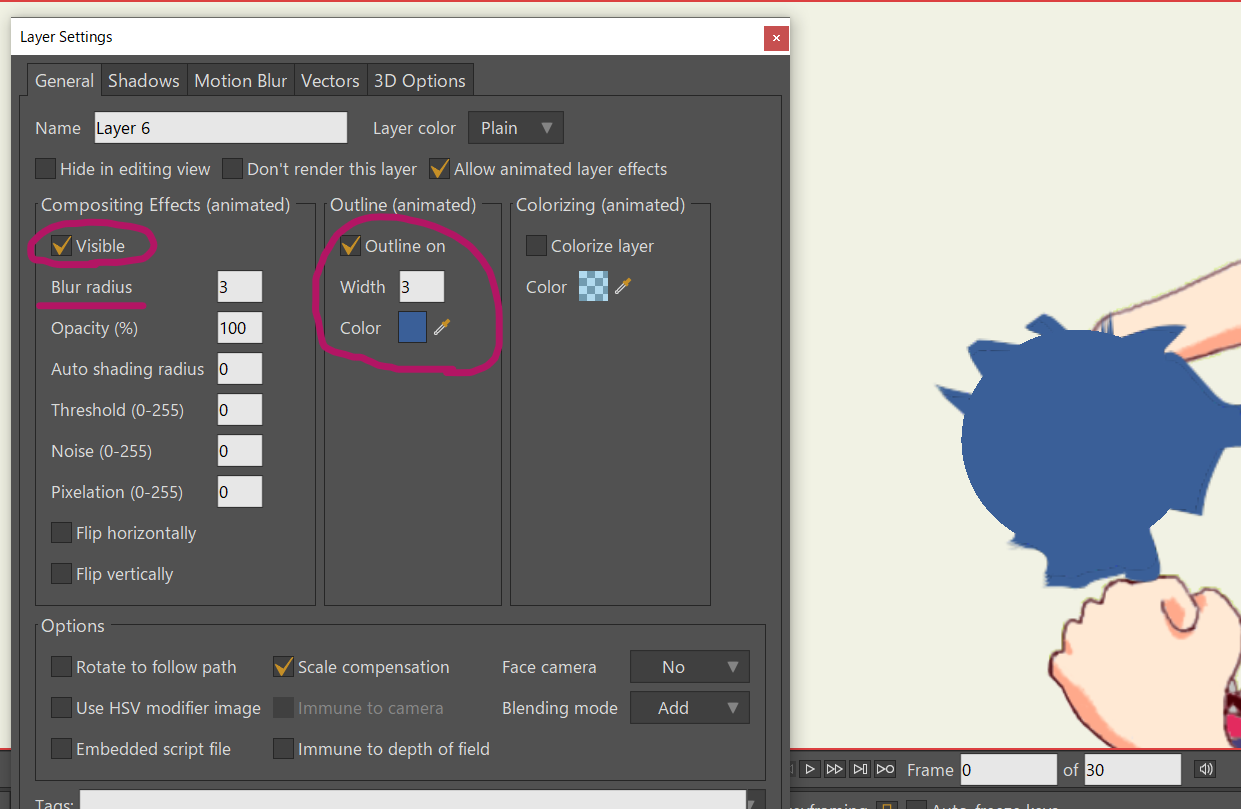 Layer Settings
General Shadows Motion Blur Vectors 3D Options
Name Layer 6 Layer color Plain
Hide in editing view Don't render this layer Allow animated layer effects
Compositing Effects (animated) Outline (animated) Colorizing (animated)
Visible Outline on Colorize layer
Blur radius 3 Width 3 Color
Opacity (%) 100 Color
Auto shading radius 0
Threshold (0-255) 0
Noise (0-255) 0
Pixelation (0-255) 0
Flip horizontally
Flip vertically
Options
Rotate to follow path Scale compensation Face camera No
Use HSV modifier image Immune to camera Blending mode Add
Embedded script file Immune to depth of field
Frame 0 of 30
Tags:
Auto-freeze keys